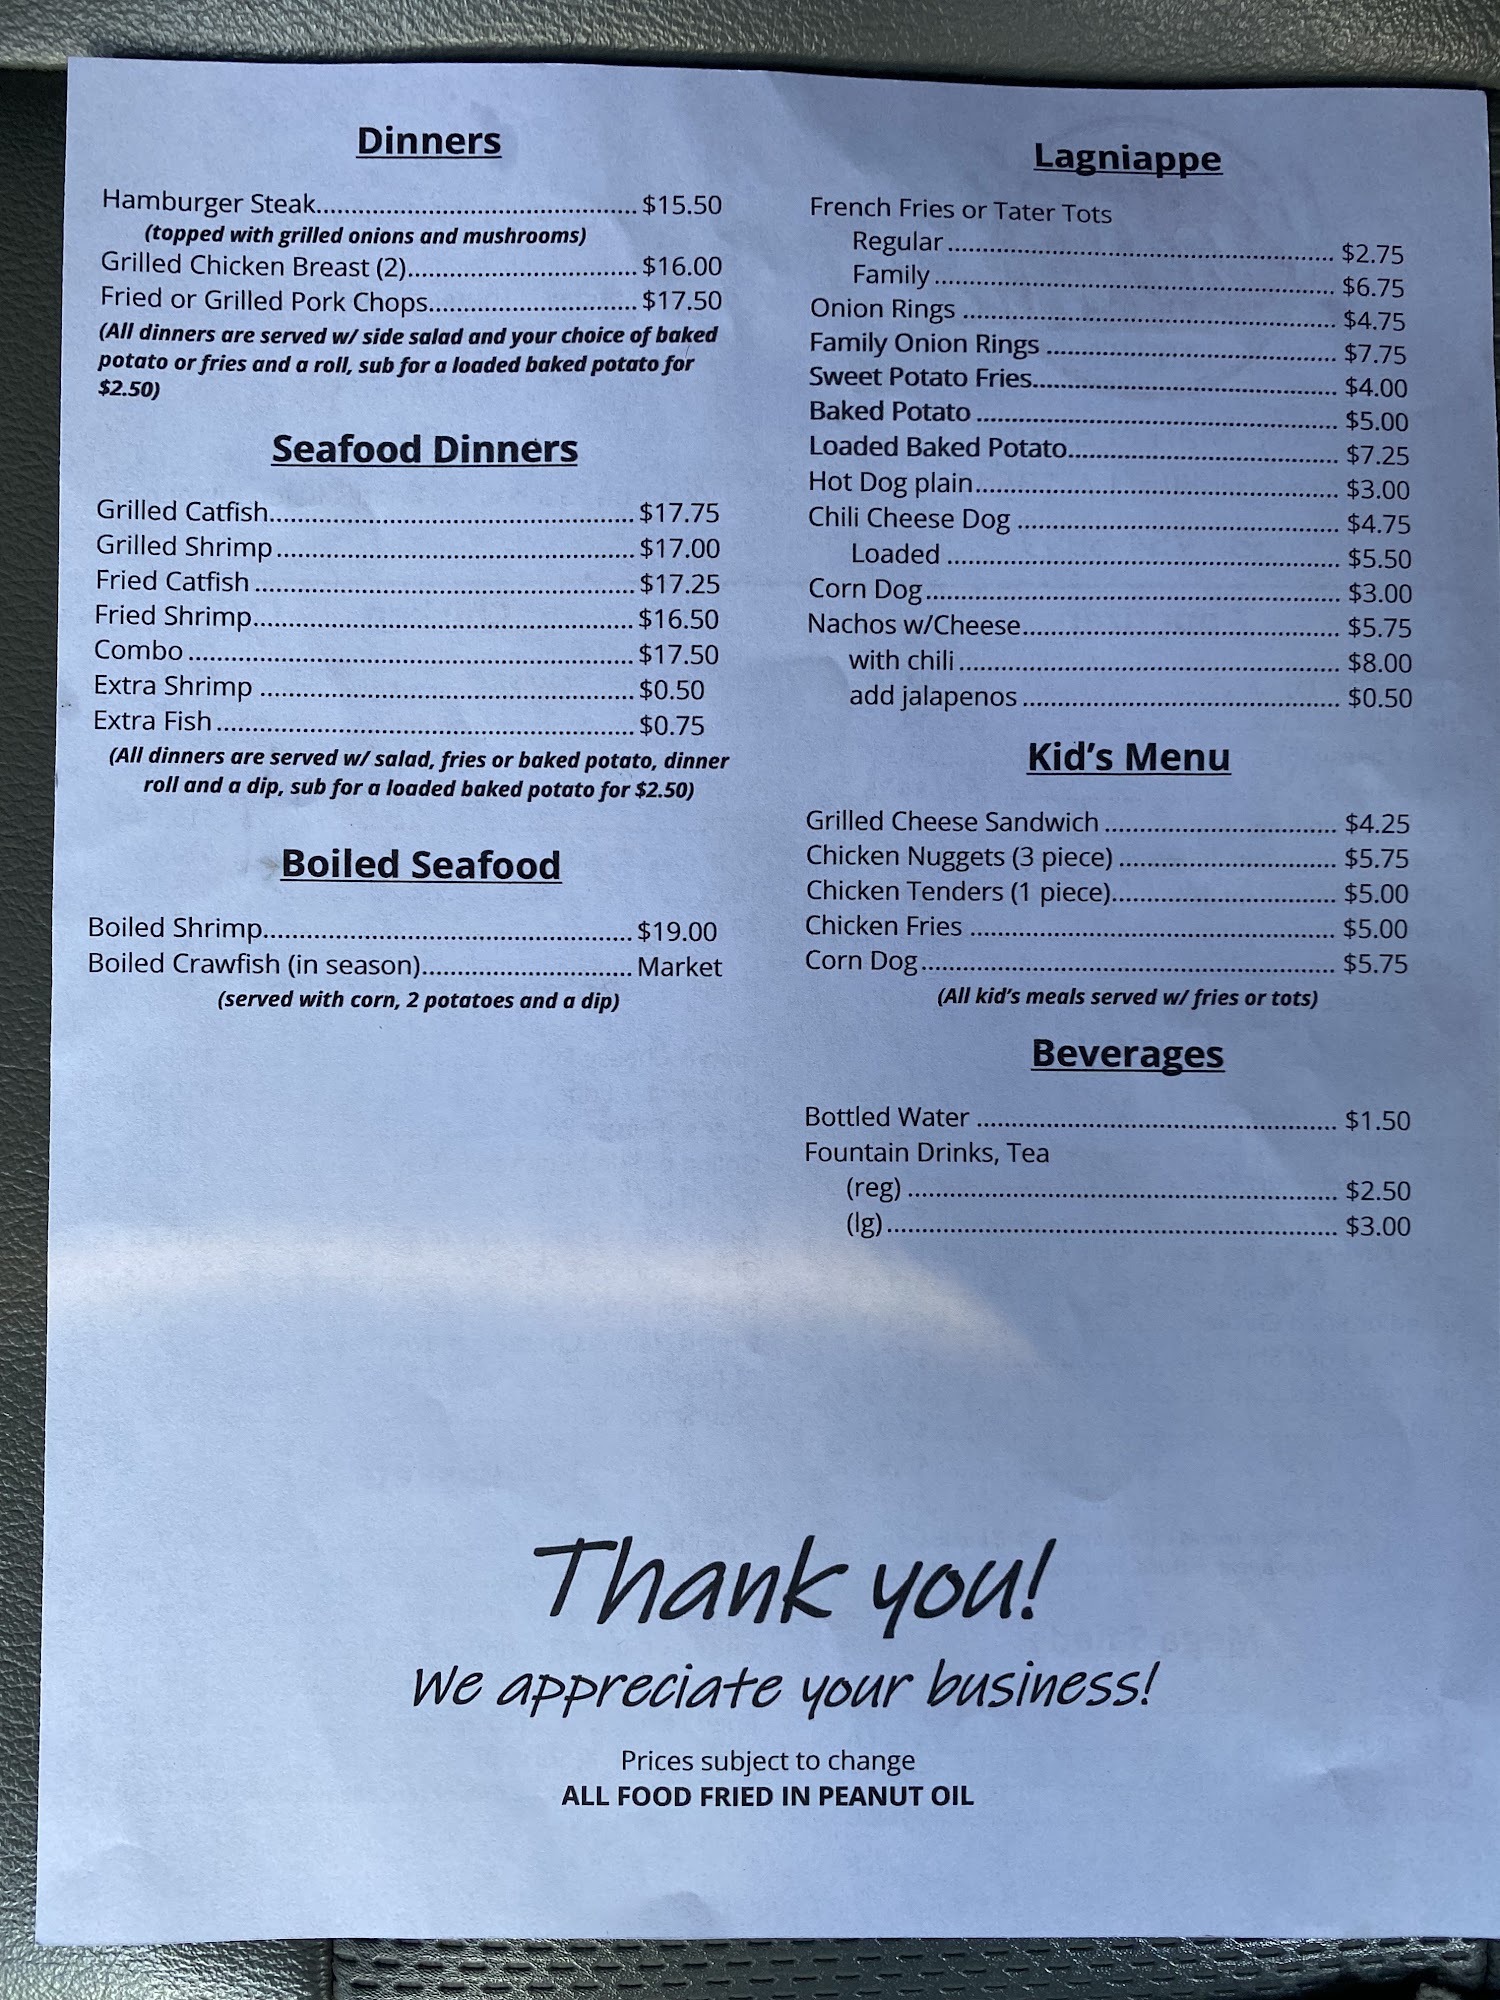 Dinners
Hamburger Steak........ $15.50
(topped with grilled onions and mushrooms)
Grilled Chicken Breast (2)........ $16.00
Fried or Grilled Pork Chops........ $17.50
(All dinners are served w/ side salad and your choice of baked
potato or fries and a roll, sub for a loaded baked potato for
$2.50)
Seafood Dinners
Grilled Catfish........ $17.75
Grilled Shrimp........ $17.00
Fried Catfish........ $17.25
Fried Shrimp........ $16.50
Combo........ $17.50
Extra Shrimp........ $0.50
Extra Fish........ $0.75
(All dinners are served w/ salad, fries or baked potato, dinner
roll and a dip, sub for a loaded baked potato for $2.50)
Boiled Seafood
Boiled Shrimp........ $19.00
Boiled Crawfish (in season)........ Market
(served with corn, 2 potatoes and a dip)
Lagniappe
French Fries or Tater Tots
Regular........ $2.75
Family........ $6.75
Onion Rings........ $4.75
Family Onion Rings........ $7.75
Sweet Potato Fries........ $4.00
Baked Potato........ $5.00
Loaded Baked Potato........ $7.25
Hot Dog plain........ $3.00
Chili Cheese Dog........ $4.75
Loaded........ $5.50
Corn Dog........ $3.00
Nachos w/Cheese........ $5.75
with chili........ $8.00
add jalapenos........ $0.50
Kid's Menu
Grilled Cheese Sandwich........ $4.25
Chicken Nuggets (3 piece)........ $5.75
Chicken Tenders (1 piece)........ $5.00
Chicken Fries........ $5.00
Corn Dog........ $5.75
(All kid's meals served w/ fries or tots)
Beverages
Bottled Water........ $1.50
Fountain Drinks, Tea
(reg)........ $2.50
(lg)........ $3.00
Thank you!
We appreciate your business!
Prices subject to change
ALL FOOD FRIED IN PEANUT OIL